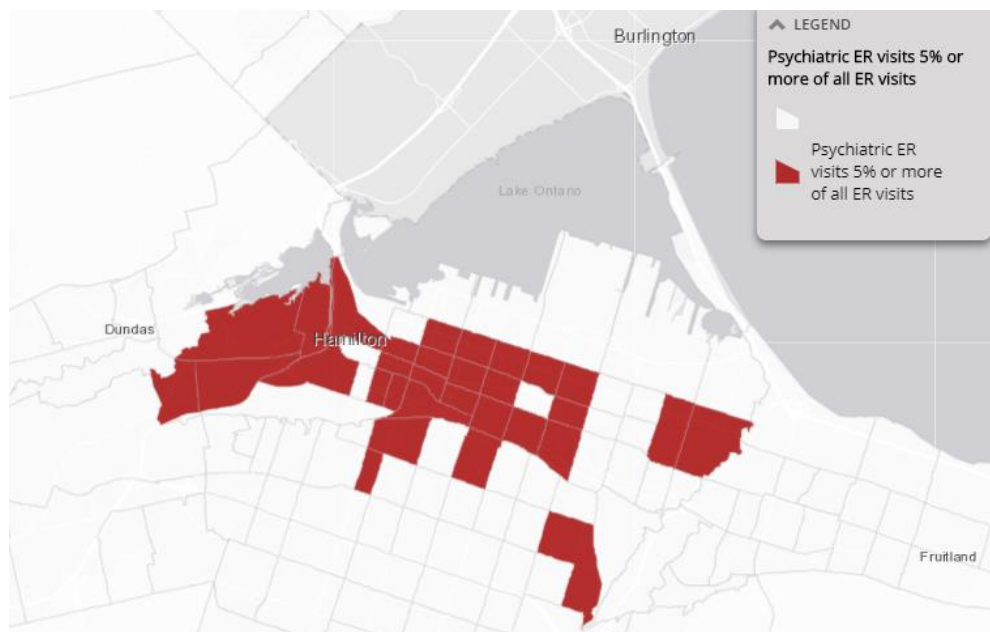 Burlington
LEGEND
Psychiatric ER visits 5% or
more of all ER visits
Psychiatric ER
visits 5% or more
of all ER visits
Lake Ontario
Dundas
Hamilton
Fruitland